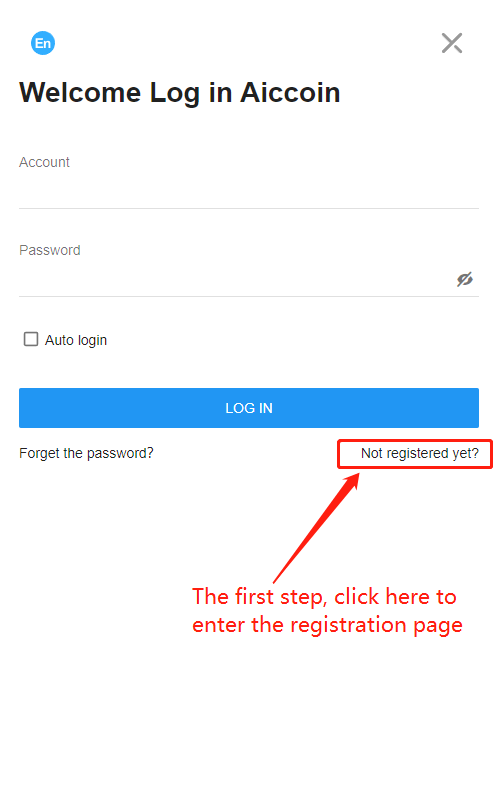 En
Welcome Log in Aiccoin
Account
Password
Auto login
LOG IN
Forget the password?
Not registered yet?
The first step, click here to
enter the registration page